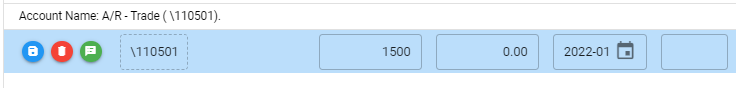 Account Name: A/R - Trade ( \110501).
\110501 1500 0.00 2022-01